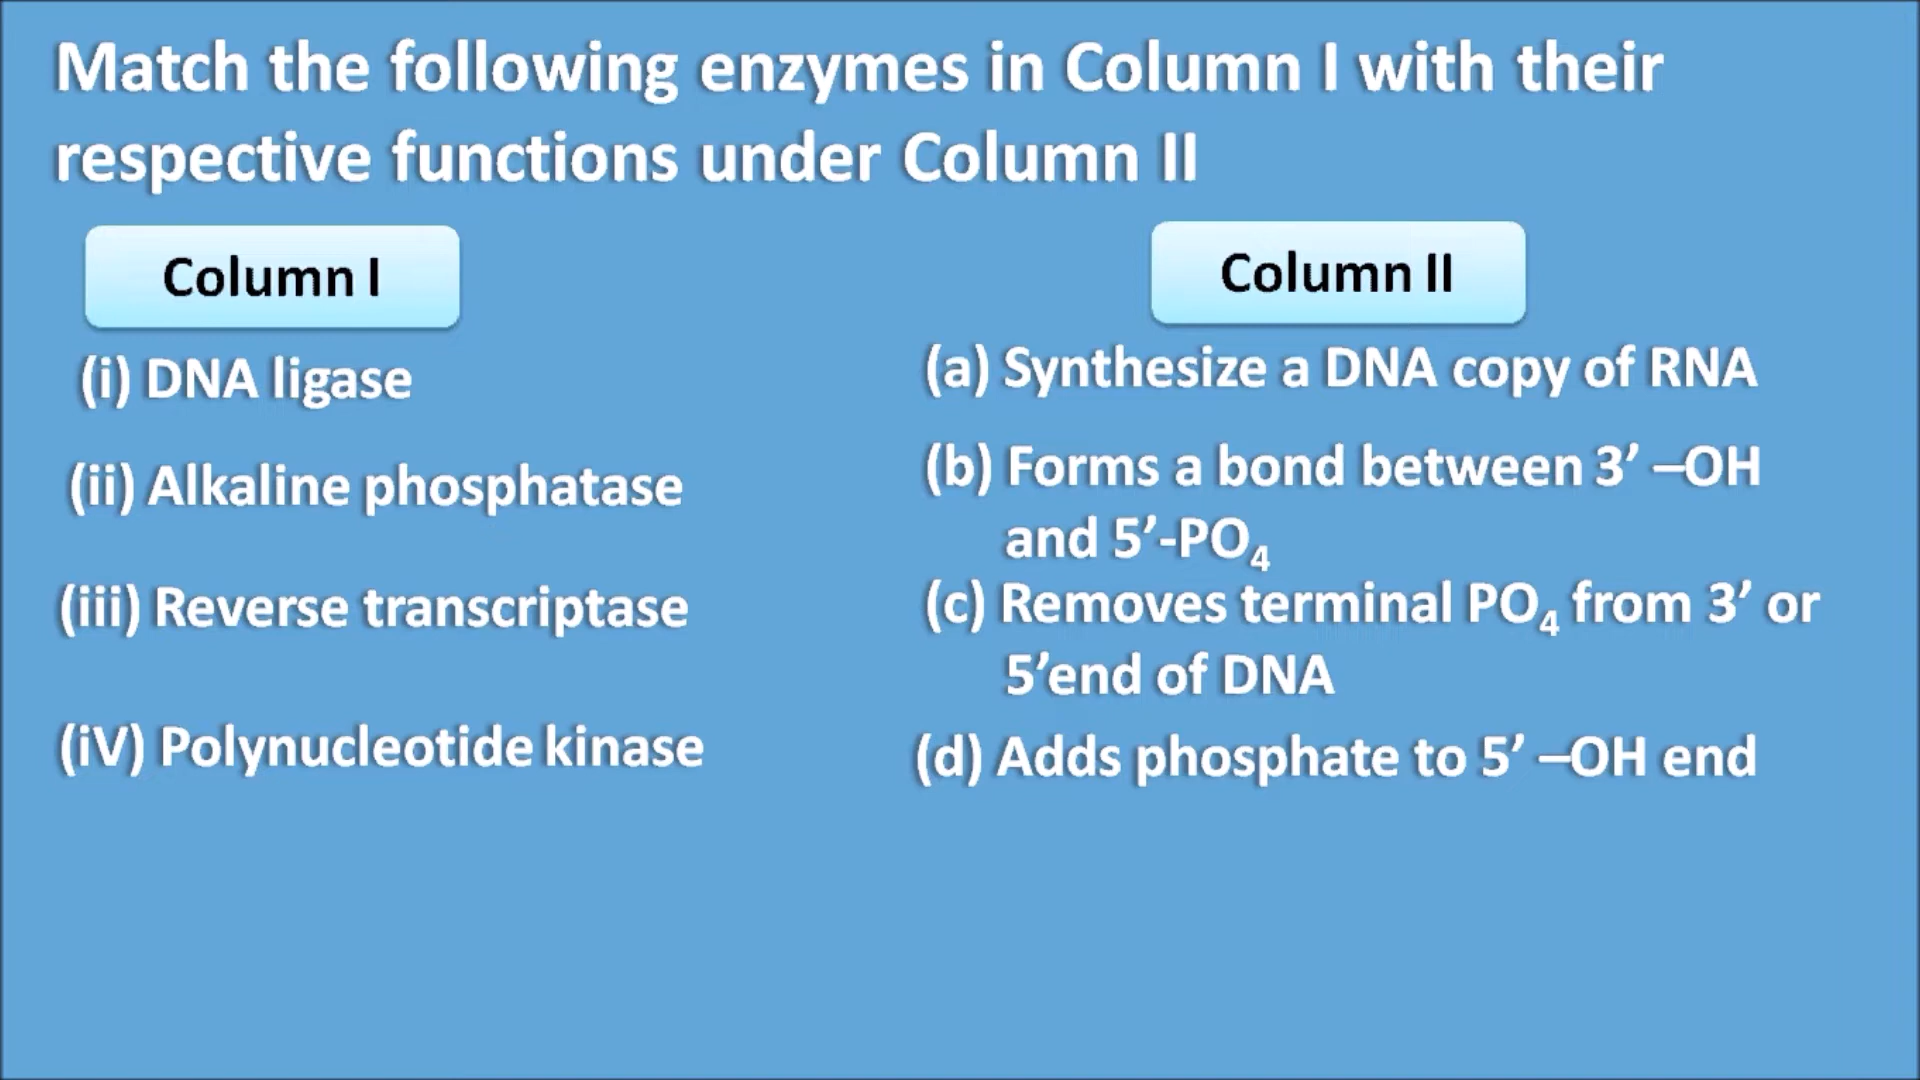 Match the following enzymes in Column I with their
respective functions under Column II
Column I
Column II
(i) DNA ligase
(a) Synthesize a DNA copy of RNA
(ii) Alkaline phosphatase
(b) Forms a bond between 3’ –OH
and 5’-PO₄
(iii) Reverse transcriptase
(c) Removes terminal PO₄ from 3’ or
5’end of DNA
(iV) Polynucleotide kinase
(d) Adds phosphate to 5’ –OH end